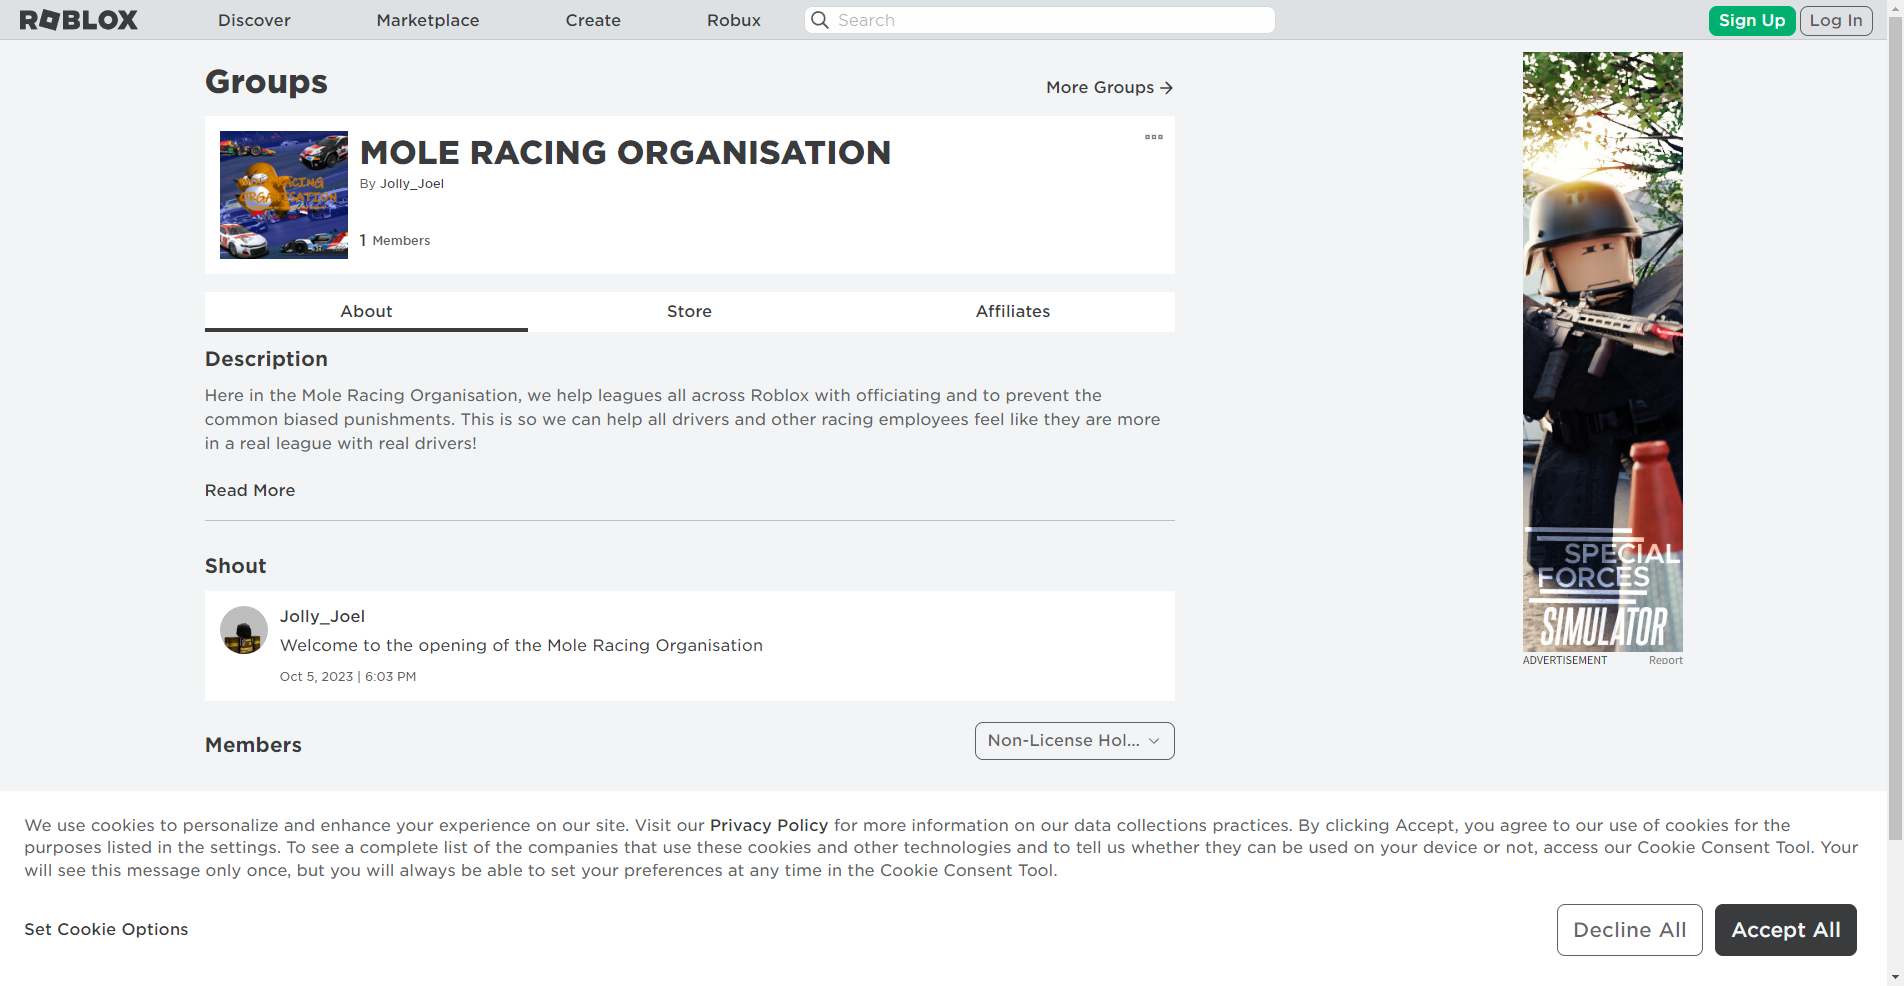 ROBLOX
Discover
Marketplace
Create
Robux
Search
Sign Up
Log In
Groups
More Groups
MOLE RACING
ORGANISATION
MOLE RACING ORGANISATION
By Jolly_Joel
1 Members
About
Store
Affiliates
Description
Here in the Mole Racing Organisation, we help leagues all across Roblox with officiating and to prevent the
common biased punishments. This is so we can help all drivers and other racing employees feel like they are more
in a real league with real drivers!
Read More
Shout
Jolly_Joel
Welcome to the opening of the Mole Racing Organisation
Oct 5, 2023 | 6:03 PM
Members
Non-License Hol...
SPECIAL
FORCES
SIMULATOR
ADVERTISEMENT
Report
We use cookies to personalize and enhance your experience on our site. Visit our Privacy Policy for more information on our data collections practices. By clicking Accept, you agree to our use of cookies for the
purposes listed in the settings. To see a complete list of the companies that use these cookies and other technologies and to tell us whether they can be used on your device or not, access our Cookie Consent Tool. Your
will see this message only once, but you will always be able to set your preferences at any time in the Cookie Consent Tool.
Set Cookie Options
Decline All
Accept All